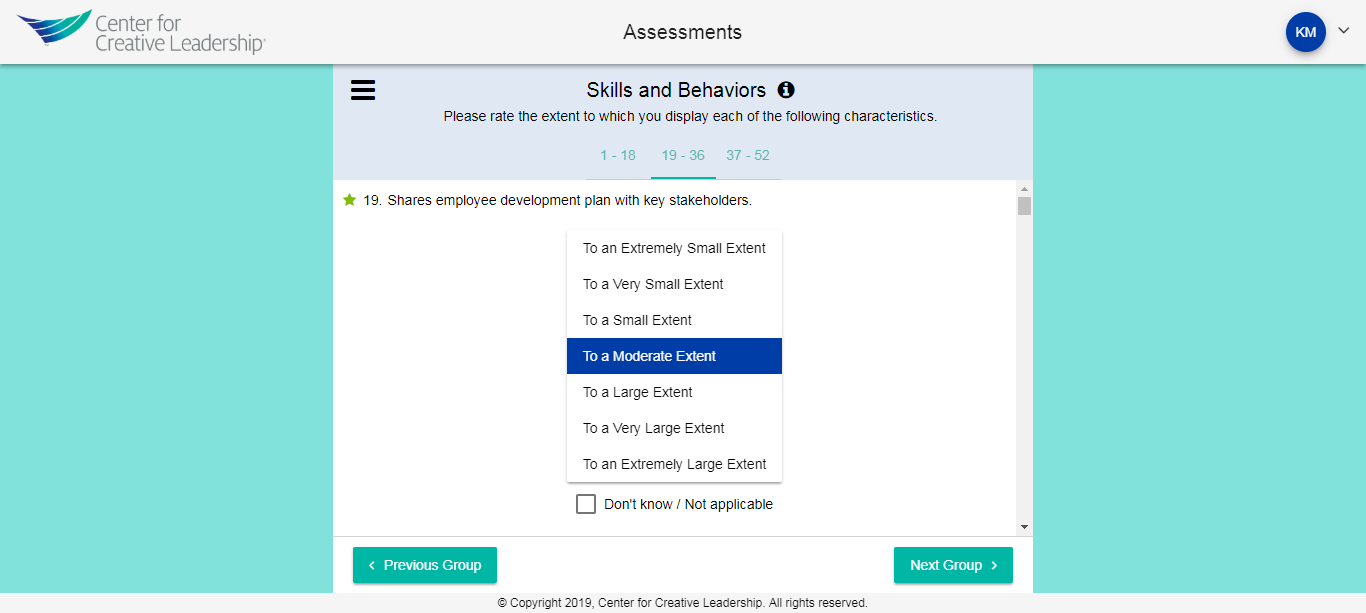 Center for
Creative Leadership®
Assessments
KM
Skills and Behaviors
Please rate the extent to which you display each of the following characteristics.
1 - 18 19 - 36 37 - 52
19. Shares employee development plan with key stakeholders.
To an Extremely Small Extent
To a Very Small Extent
To a Small Extent
To a Moderate Extent
To a Large Extent
To a Very Large Extent
To an Extremely Large Extent
Don't know / Not applicable
Previous Group
Next Group
© Copyright 2019, Center for Creative Leadership. All rights reserved.